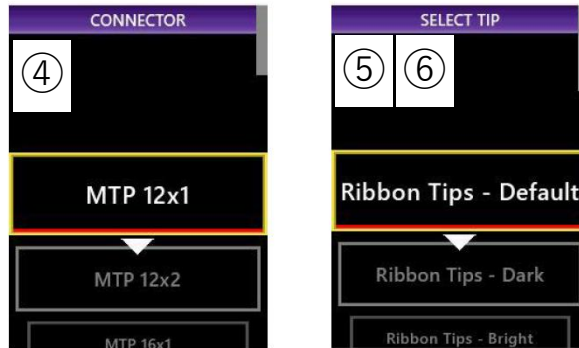 CONNECTOR
④
MTP 12x1
MTP 12x2
MTP 16x1
SELECT TIP
⑤ ⑥
Ribbon Tips - Default
Ribbon Tips - Dark
Ribbon Tips - Bright